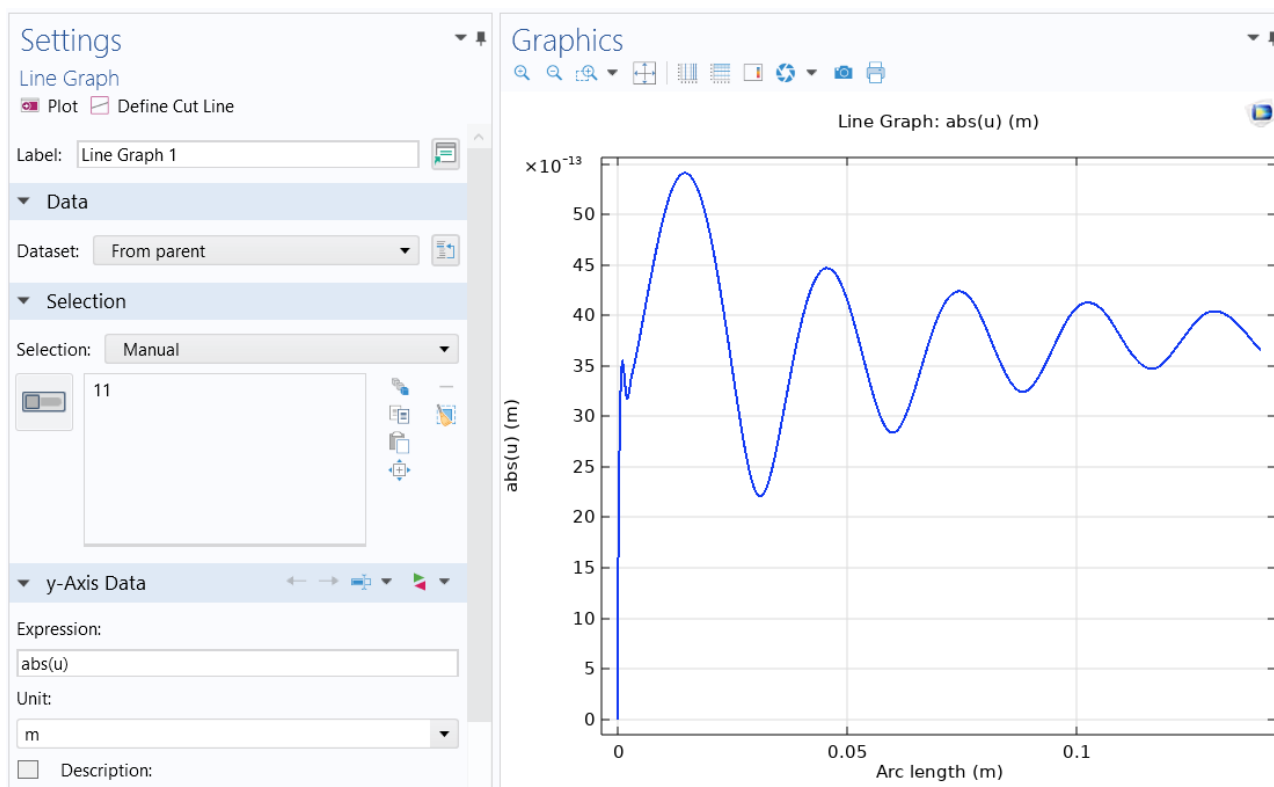 Settings
Line Graph
Plot Define Cut Line
Label: Line Graph 1
Data
Dataset: From parent
Selection
Selection: Manual
11
y-Axis Data
Expression:
abs(u)
Unit:
m
Description:
Graphics
Line Graph: abs(u) (m)
×10⁻¹³
50
45
40
35
30
25
20
15
10
5
0
abs(u) (m)
0 0.05 0.1
Arc length (m)